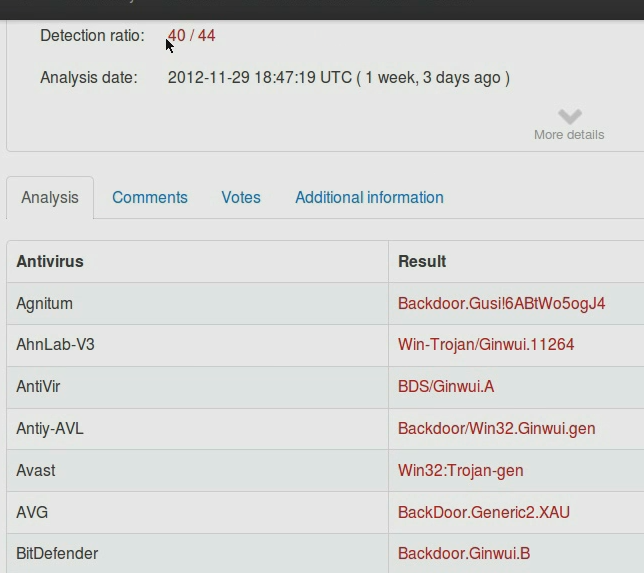 Detection ratio: 40 / 44
Analysis date: 2012-11-29 18:47:19 UTC ( 1 week, 3 days ago )
More details
Analysis Comments Votes Additional information
Antivirus Result
Agnitum Backdoor.Gusi!6ABtWo5ogJ4
AhnLab-V3 Win-Trojan/Ginwui.11264
AntiVir BDS/Ginwui.A
Antiy-AVL Backdoor/Win32.Ginwui.gen
Avast Win32:Trojan-gen
AVG BackDoor.Generic2.XAU
BitDefender Backdoor.Ginwui.B